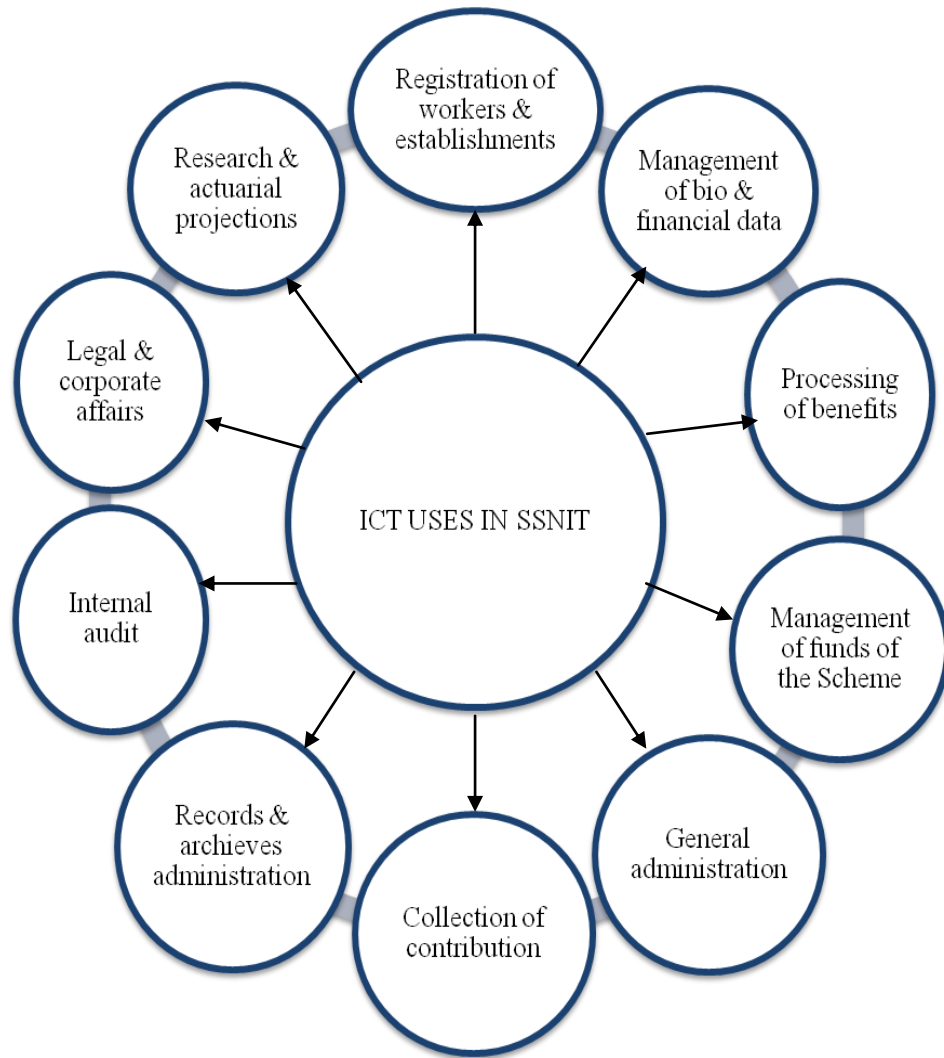 Registration of
workers &
establishments
Management
of bio &
financial data
Processing
of benefits
Management
of funds of
the Scheme
General
administration
Collection of
contribution
Records &
archieves
administration
Internal
audit
Legal &
corporate
affairs
Research &
actuarial
projections
ICT USES IN SSNIT